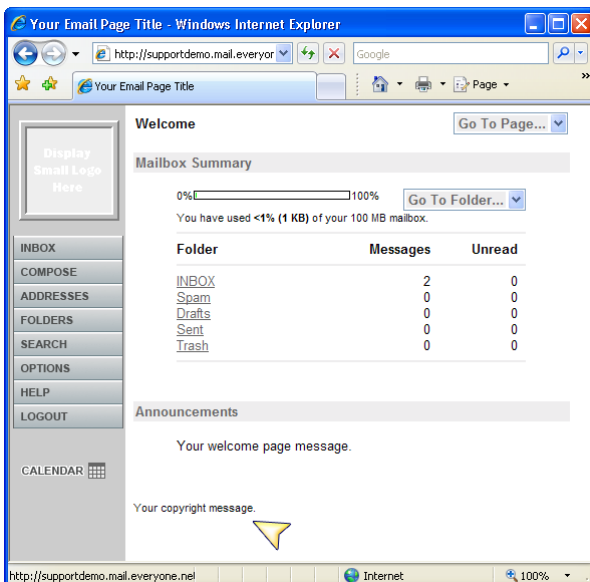 Your Email Page Title - Windows Internet Explorer
http://supportdemo.mail.everyor
Google
Your Email Page Title
Page
»
Display
Small Logo
Here
Welcome
Go To Page...
Mailbox Summary
0% 100%
Go To Folder...
You have used <1% (1 KB) of your 100 MB mailbox.
Folder Messages Unread
INBOX 2 0
Spam 0 0
Drafts 0 0
Sent 0 0
Trash 0 0
INBOX
COMPOSE
ADDRESSES
FOLDERS
SEARCH
OPTIONS
HELP
LOGOUT
CALENDAR
Announcements
Your welcome page message.
Your copyright message.
http://supportdemo.mail.everyone.nel
Internet
100%